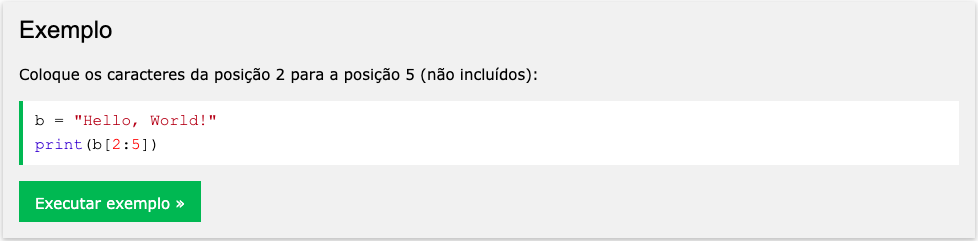 Exemplo
Coloque os caracteres da posição 2 para a posição 5 (não incluídos):
b = "Hello, World!"
print(b[2:5])
Executar exemplo »